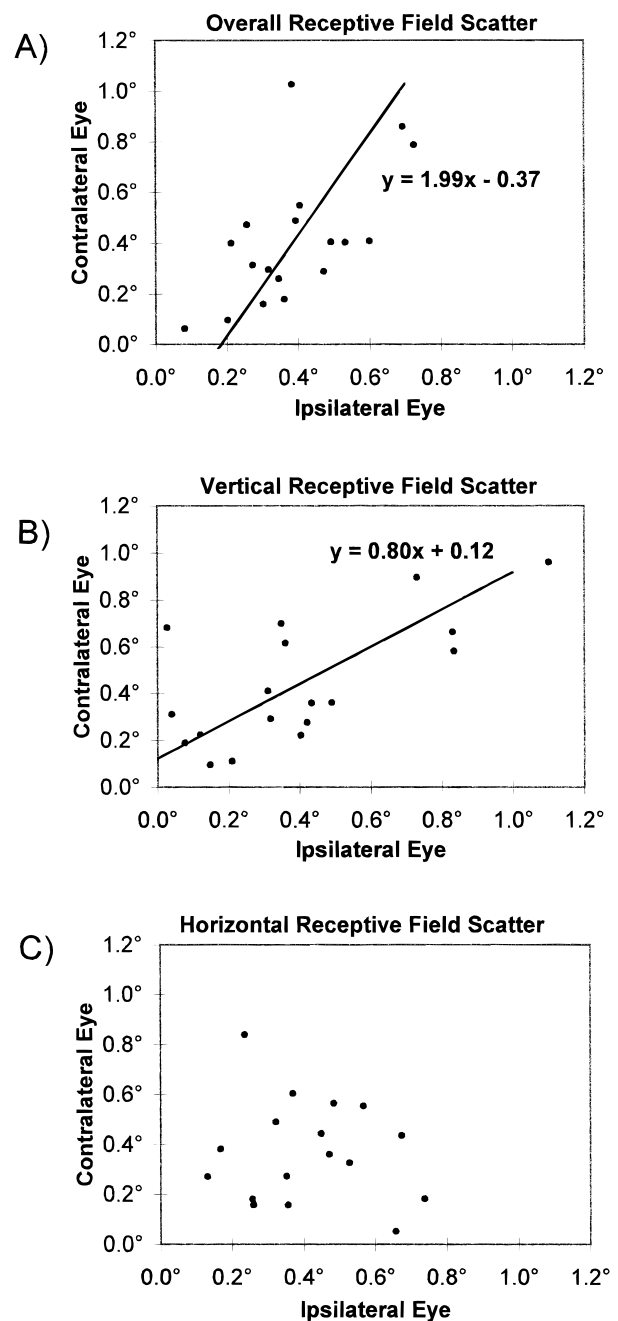 A)
Overall Receptive Field Scatter
Contralateral Eye
1.2°
1.0°
0.8°
0.6°
0.4°
0.2°
0.0°
y = 1.99x - 0.37
0.0° 0.2° 0.4° 0.6° 0.8° 1.0° 1.2°
Ipsilateral Eye
B)
Vertical Receptive Field Scatter
Contralateral Eye
1.2°
1.0°
0.8°
0.6°
0.4°
0.2°
0.0°
y = 0.80x + 0.12
0.0° 0.2° 0.4° 0.6° 0.8° 1.0° 1.2°
Ipsilateral Eye
C)
Horizontal Receptive Field Scatter
Contralateral Eye
1.2°
1.0°
0.8°
0.6°
0.4°
0.2°
0.0°
0.0° 0.2° 0.4° 0.6° 0.8° 1.0° 1.2°
Ipsilateral Eye